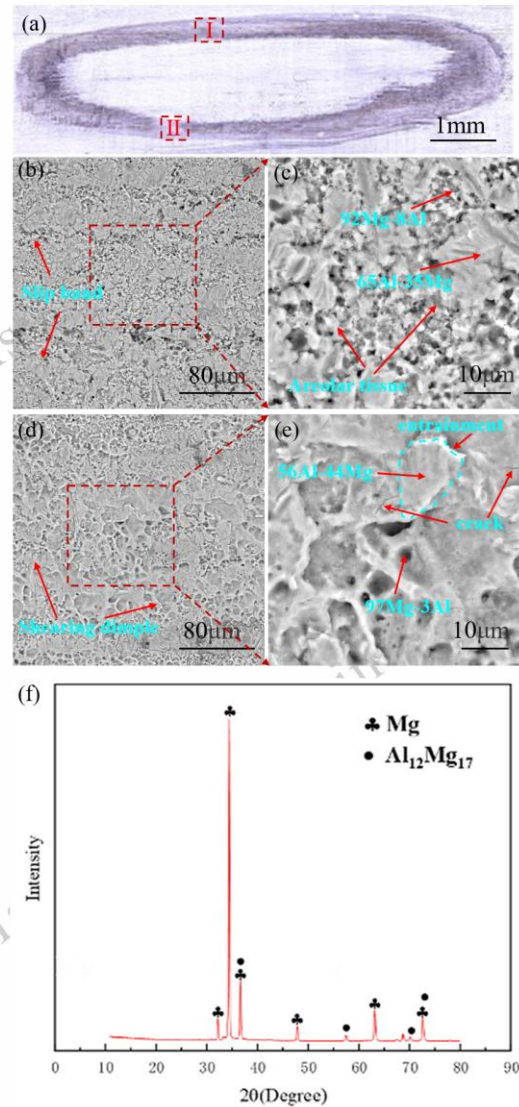 (a)
I
II
1mm
(b)
Slip band
80μm
(c)
92Mg-8Al
65Al-35Mg
Areolar tissue
10μm
(d)
Shearing dimple
80μm
(e)
entrainment
56Al-44Mg
crack
97Mg-3Al
10μm
(f)
♣ Mg
● Al₁₂Mg₁₇
Intensity
0 10 20 30 40 50 60 70 80 90
2θ(Degree)